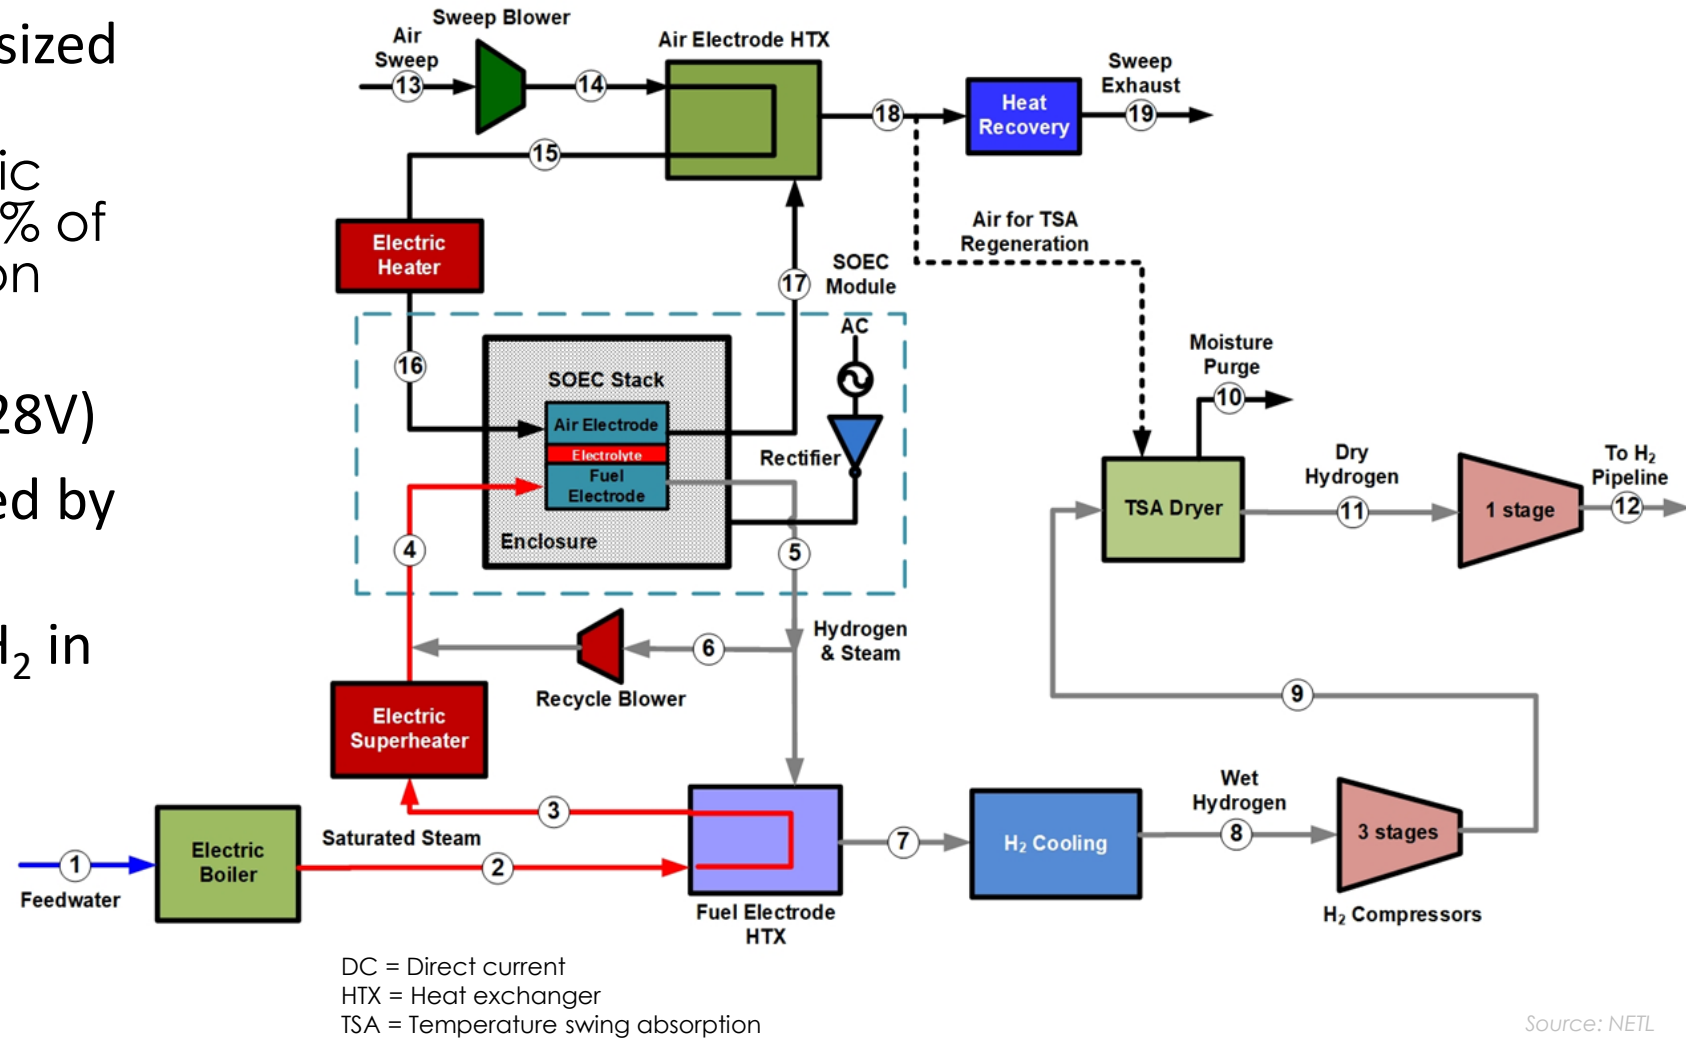 sized
ic
% of
on
28V)
ed by
H₂ in
Sweep Blower
Air
Sweep
13
14
Air Electrode HTX
15
18
Heat
Recovery
Sweep
Exhaust
19
Electric
Heater
17
Air for TSA
Regeneration
SOEC
Module
AC
16
SOEC Stack
Air Electrode
Electrolyte
Fuel
Electrode
Enclosure
Rectifier
4
5
Hydrogen
& Steam
6
Recycle Blower
Electric
Superheater
Moisture
Purge
10
TSA Dryer
Dry
Hydrogen
11
1 stage
To H₂
Pipeline
12
9
1
Feedwater
Electric
Boiler
Saturated Steam
2
3
Fuel Electrode
HTX
7
H₂ Cooling
Wet
Hydrogen
8
3 stages
H₂ Compressors
DC = Direct current
HTX = Heat exchanger
TSA = Temperature swing absorption
Source: NETL